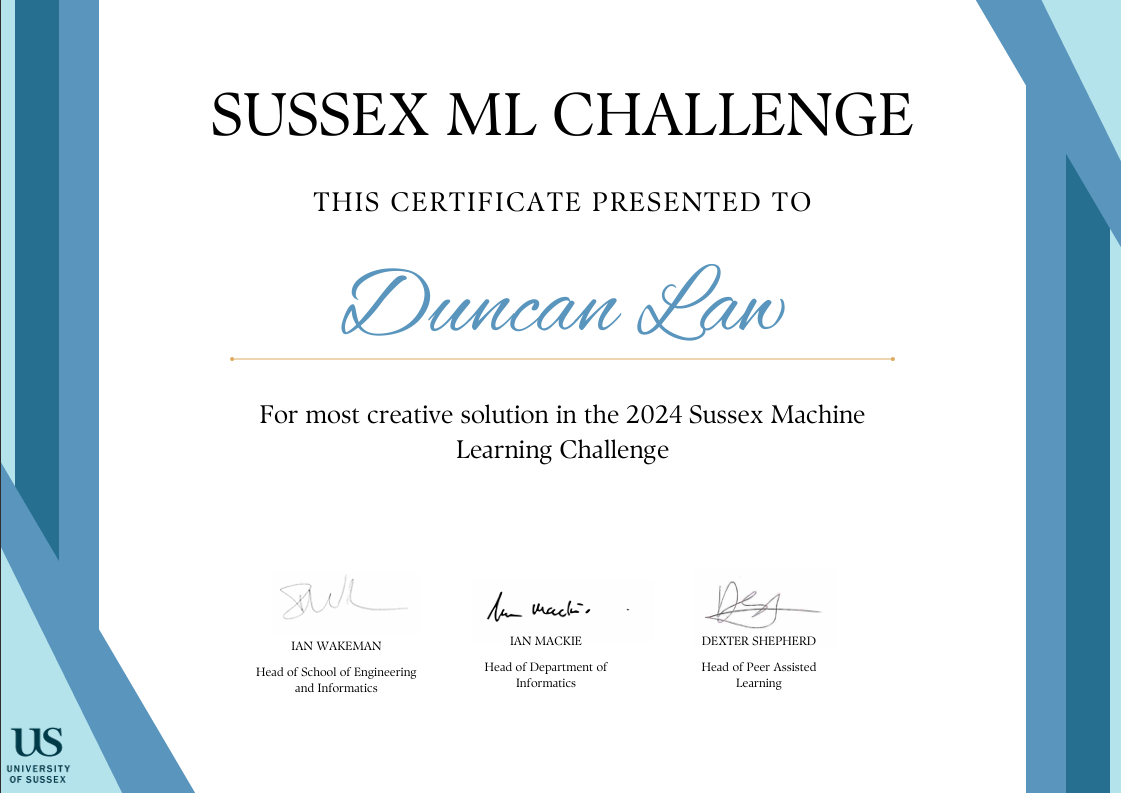 SUSSEX ML CHALLENGE
THIS CERTIFICATE PRESENTED TO
Duncan Law
For most creative solution in the 2024 Sussex Machine
Learning Challenge
Ian Mackie
IAN WAKEMAN
Head of School of Engineering
and Informatics
IAN MACKIE
Head of Department of
Informatics
DEXTER SHEPHERD
Head of Peer Assisted
Learning
US
UNIVERSITY
OF SUSSEX